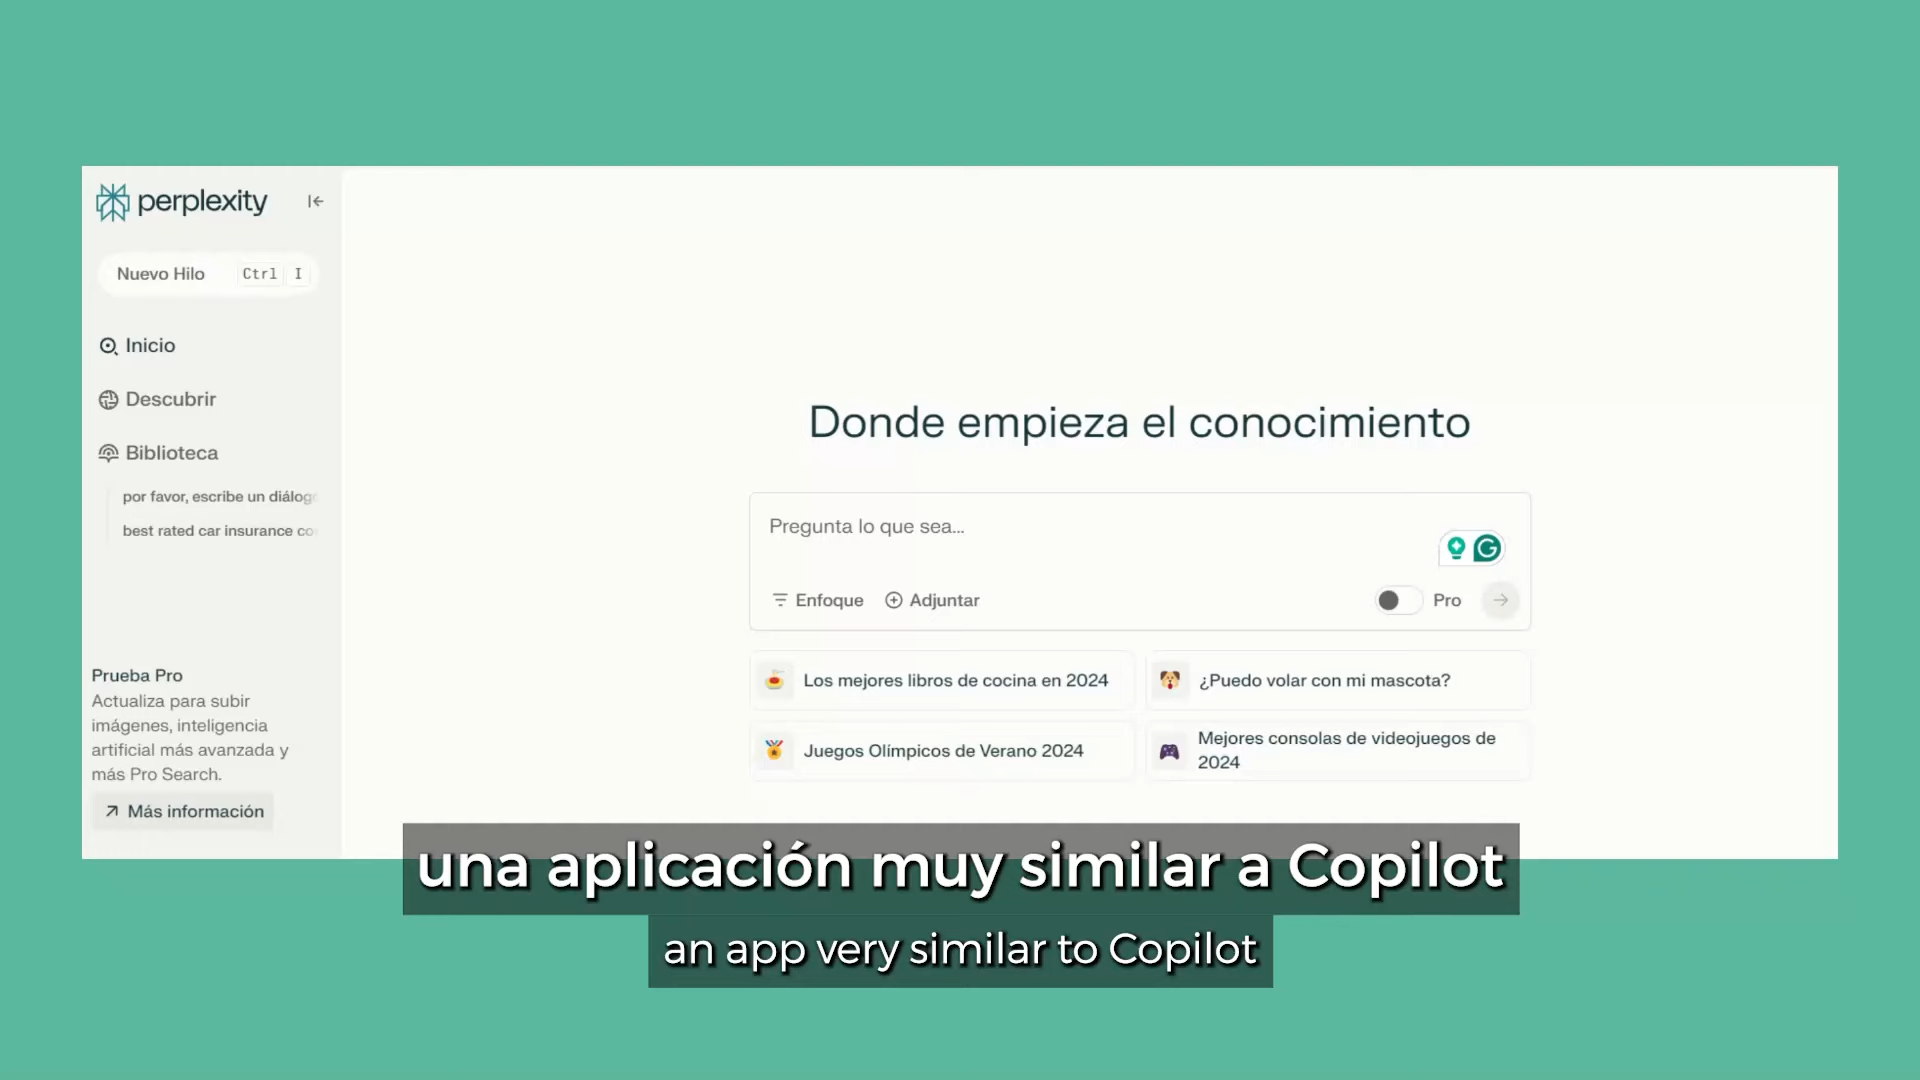 perplexity
Nuevo Hilo Ctrl I
Inicio
Descubrir
Biblioteca
por favor, escribe un diálogo
best rated car insurance co
Prueba Pro
Actualiza para subir
imágenes, inteligencia
artificial más avanzada y
más Pro Search.
Más información
Donde empieza el conocimiento
Pregunta lo que sea...
Enfoque Adjuntar Pro
Los mejores libros de cocina en 2024
¿Puedo volar con mi mascota?
Juegos Olímpicos de Verano 2024
Mejores consolas de videojuegos de
2024
una aplicación muy similar a Copilot
an app very similar to Copilot